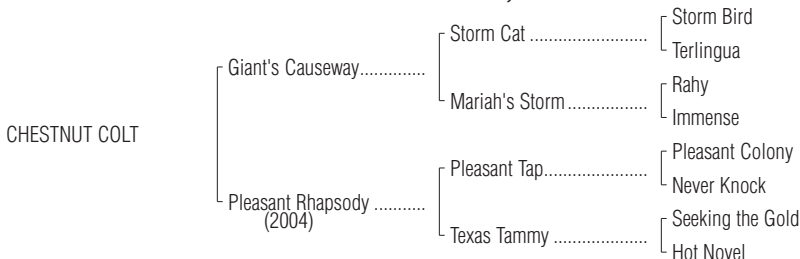 Storm Bird
Storm Cat ........................
Terlingua
Giant's Causeway..............
Rahy
Mariah's Storm.................
Immense
CHESTNUT COLT
Pleasant Colony
Pleasant Tap.....................
Never Knock
Pleasant Rhapsody ...........
(2004)
Seeking the Gold
Texas Tammy ...................
Hot Novel